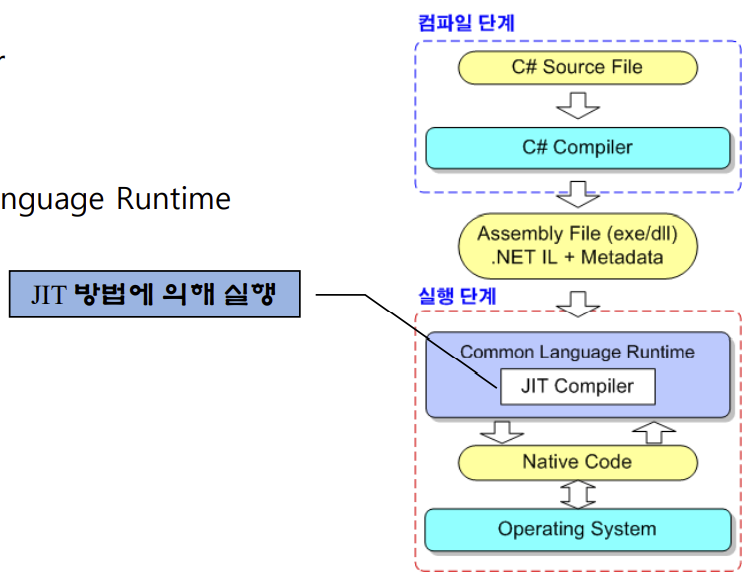 컴파일 단계
C# Source File
C# Compiler
nguage Runtime
Assembly File (exe/dll)
.NET IL + Metadata
JIT 방법에 의해 실행
실행 단계
Common Language Runtime
JIT Compiler
Native Code
Operating System